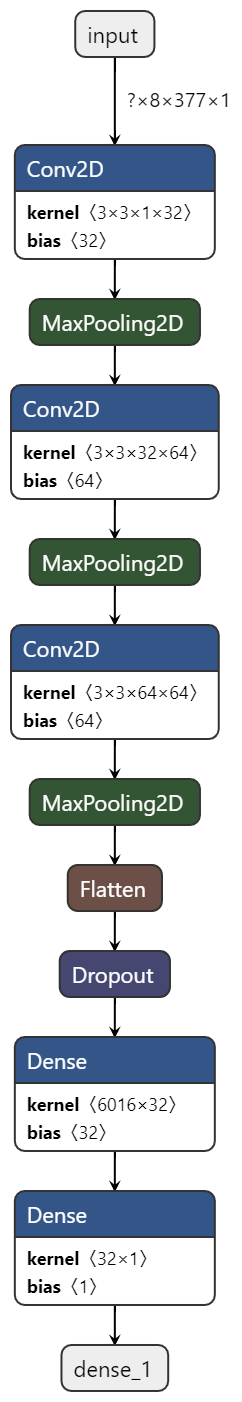 input
?×8×377×1
Conv2D
kernel〈3×3×1×32〉
bias〈32〉
MaxPooling2D
Conv2D
kernel〈3×3×32×64〉
bias〈64〉
MaxPooling2D
Conv2D
kernel〈3×3×64×64〉
bias〈64〉
MaxPooling2D
Flatten
Dropout
Dense
kernel〈6016×32〉
bias〈32〉
Dense
kernel〈32×1〉
bias〈1〉
dense_1